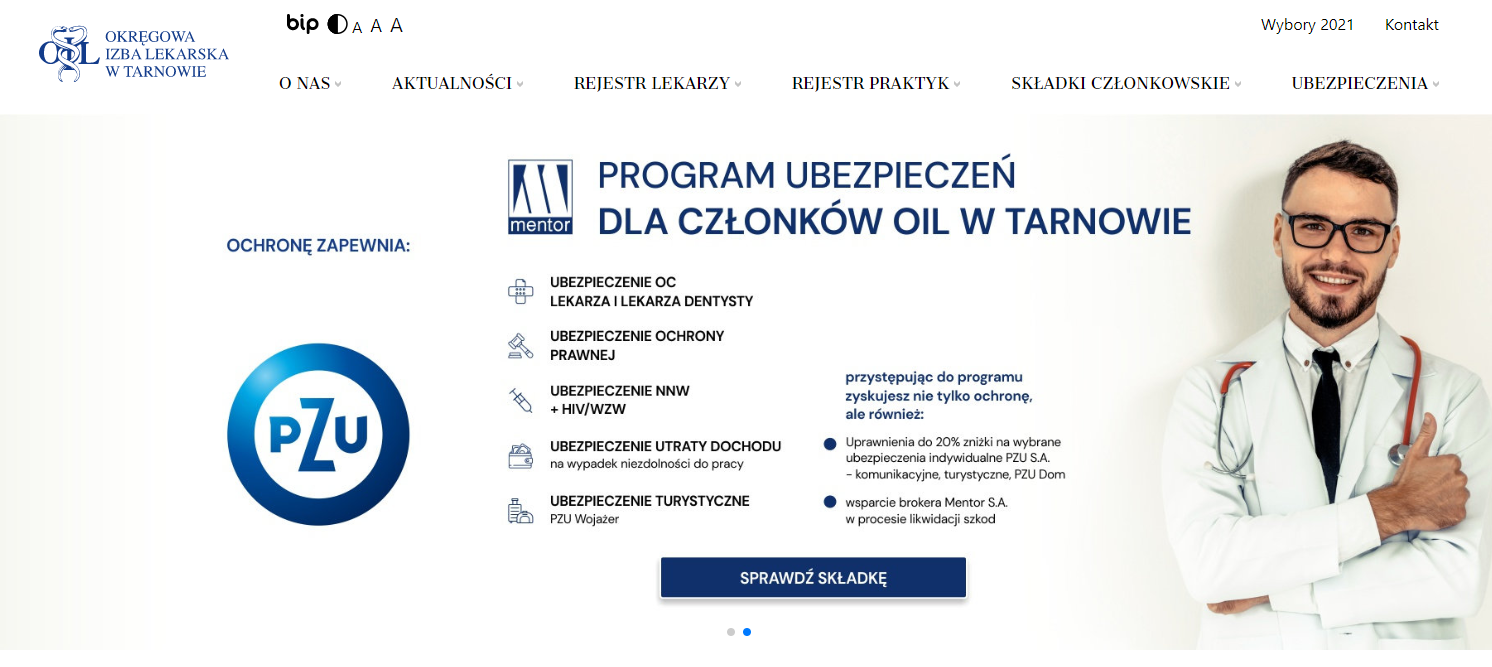 bip A A A
Wybory 2021 Kontakt
OIL OKRĘGOWA
IZBA LEKARSKA
W TARNOWIE
O NAS AKTUALNOŚCI REJESTR LEKARZY REJESTR PRAKTYK SKŁADKI CZŁONKOWSKIE UBEZPIECZENIA
mentor
PROGRAM UBEZPIECZEŃ
DLA CZŁONKÓW OIL W TARNOWIE
OCHRONĘ ZAPEWNIA:
PZU
UBEZPIECZENIE OC
LEKARZA I LEKARZA DENTYSTY
UBEZPIECZENIE OCHRONY
PRAWNEJ
UBEZPIECZENIE NNW
+ HIV/WZW
UBEZPIECZENIE UTRATY DOCHODU
na wypadek niezdolności do pracy
UBEZPIECZENIE TURYSTYCZNE
PZU Wojażer
przystępując do programu
zyskujesz nie tylko ochronę,
ale również:
Uprawnienia do 20% zniżki na wybrane
ubezpieczenia indywidualne PZU S.A.
- komunikacyjne, turystyczne, PZU Dom
wsparcie brokera Mentor S.A.
w procesie likwidacji szkod
SPRAWDŹ SKŁADKĘ